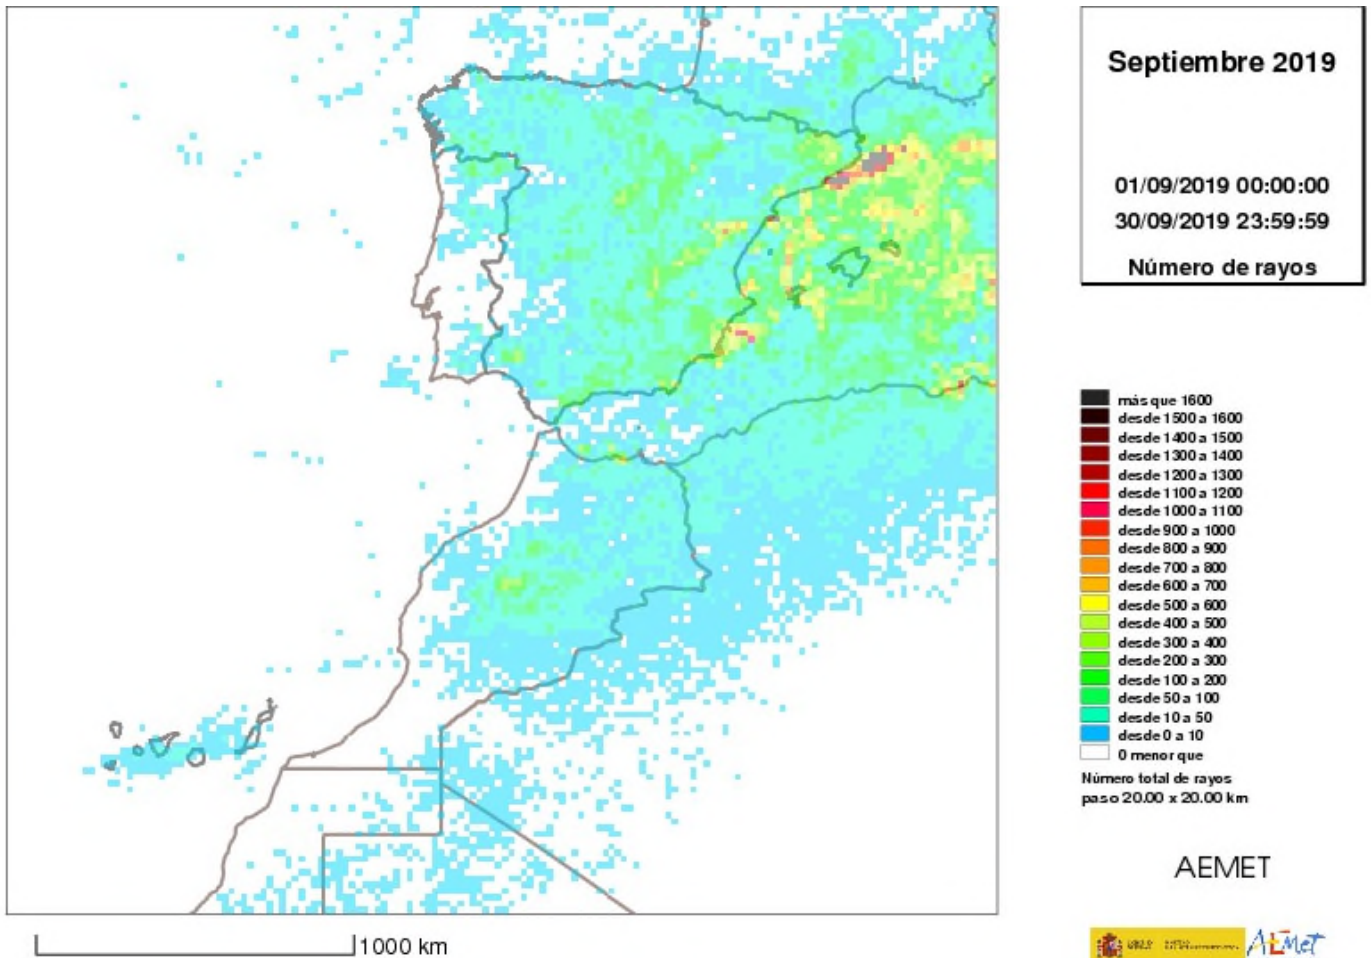 Septiembre 2019
01/09/2019 00:00:00
30/09/2019 23:59:59
Número de rayos
más que 1600
desde 1500 a 1600
desde 1400 a 1500
desde 1300 a 1400
desde 1200 a 1300
desde 1100 a 1200
desde 1000 a 1100
desde 900 a 1000
desde 800 a 900
desde 700 a 800
desde 600 a 700
desde 500 a 600
desde 400 a 500
desde 300 a 400
desde 200 a 300
desde 100 a 200
desde 50 a 100
desde 10 a 50
desde 0 a 10
0 menor que
Número total de rayos
paso 20.00 x 20.00 km
AEMET
1000 km
AEMet